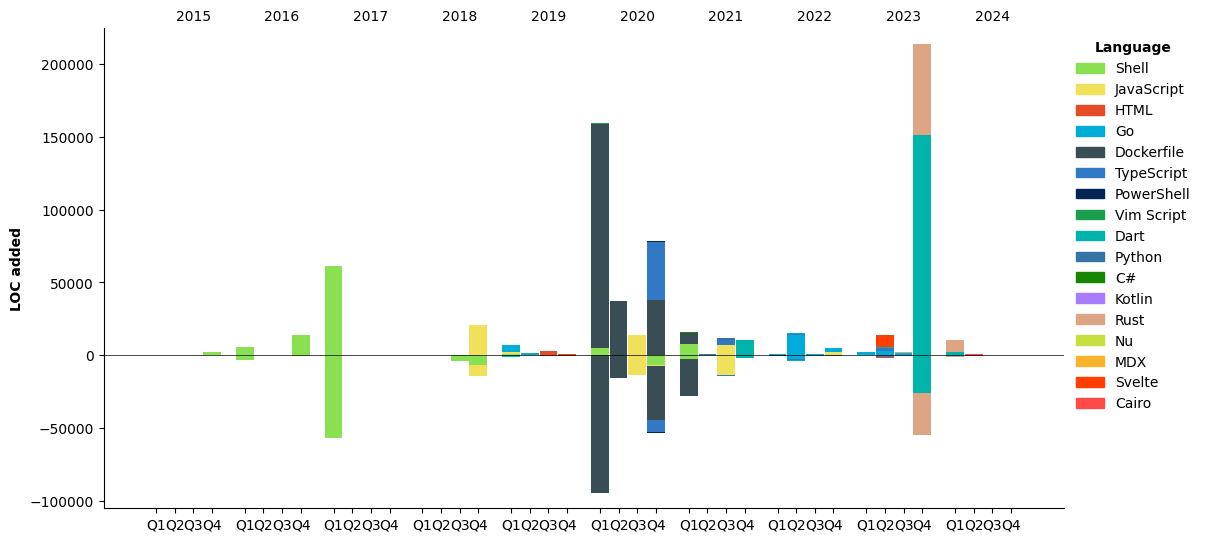 2015 2016 2017 2018 2019 2020 2021 2022 2023 2024
LOC added
200000
150000
100000
50000
0
−50000
−100000
Q1Q2Q3Q4 Q1Q2Q3Q4 Q1Q2Q3Q4 Q1Q2Q3Q4 Q1Q2Q3Q4 Q1Q2Q3Q4 Q1Q2Q3Q4 Q1Q2Q3Q4 Q1Q2Q3Q4 Q1Q2Q3Q4
Language
Shell
JavaScript
HTML
Go
Dockerfile
TypeScript
PowerShell
Vim Script
Dart
Python
C#
Kotlin
Rust
Nu
MDX
Svelte
Cairo